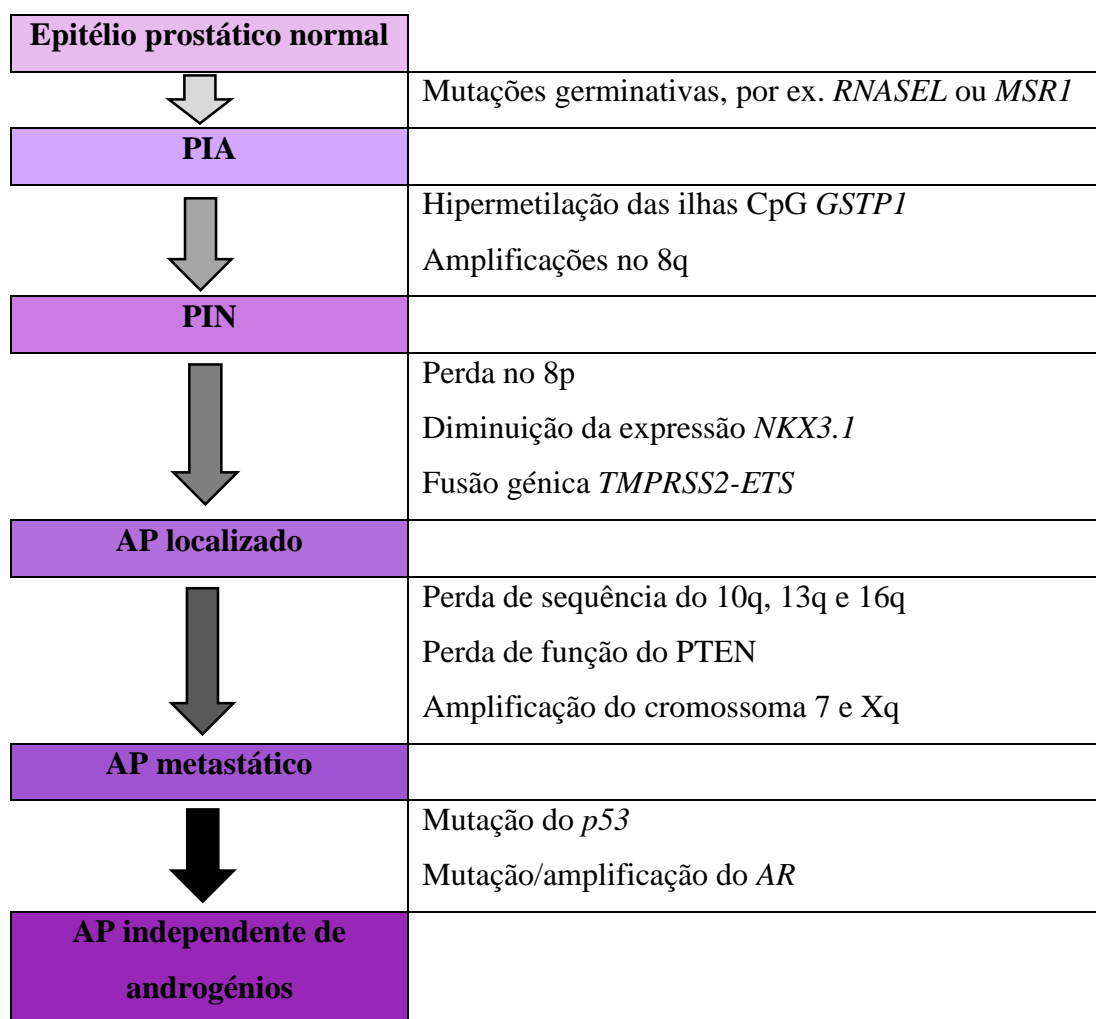 Epitélio prostático normal
Mutações germinativas, por ex. RNASEL ou MSR1
PIA
Hipermetilação das ilhas CpG GSTP1
Amplificações no 8q
PIN
Perda no 8p
Diminuição da expressão NKX3.1
Fusão génica TMPRSS2-ETS
AP localizado
Perda de sequência do 10q, 13q e 16q
Perda de função do PTEN
Amplificação do cromossoma 7 e Xq
AP metastático
Mutação do p53
Mutação/amplificação do AR
AP independente de
androgénios